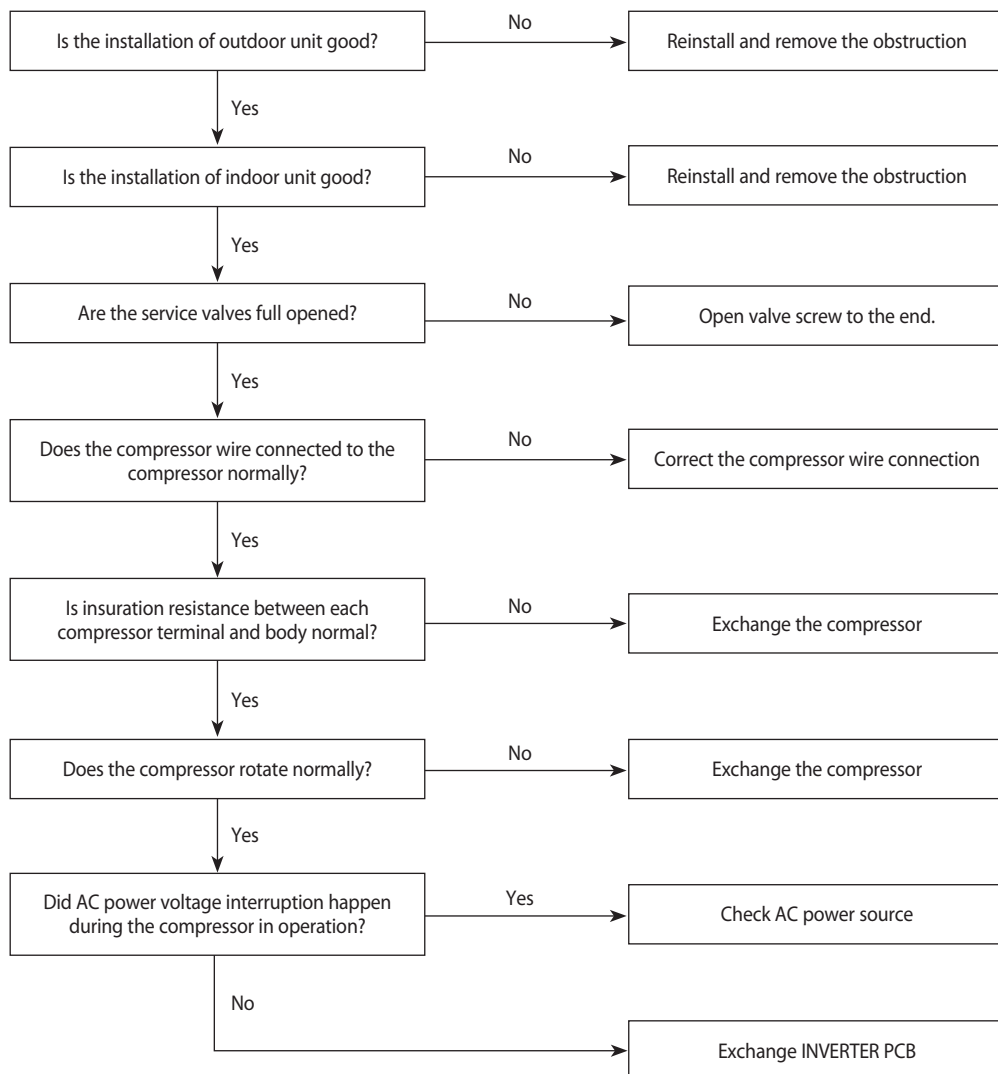 Is the installation of outdoor unit good?
No
Reinstall and remove the obstruction
Yes
Is the installation of indoor unit good?
No
Reinstall and remove the obstruction
Yes
Are the service valves full opened?
No
Open valve screw to the end.
Yes
Does the compressor wire connected to the
compressor normally?
No
Correct the compressor wire connection
Yes
Is insuration resistance between each
compressor terminal and body normal?
No
Exchange the compressor
Yes
Does the compressor rotate normally?
No
Exchange the compressor
Yes
Did AC power voltage interruption happen
during the compressor in operation?
Yes
Check AC power source
No
Exchange INVERTER PCB